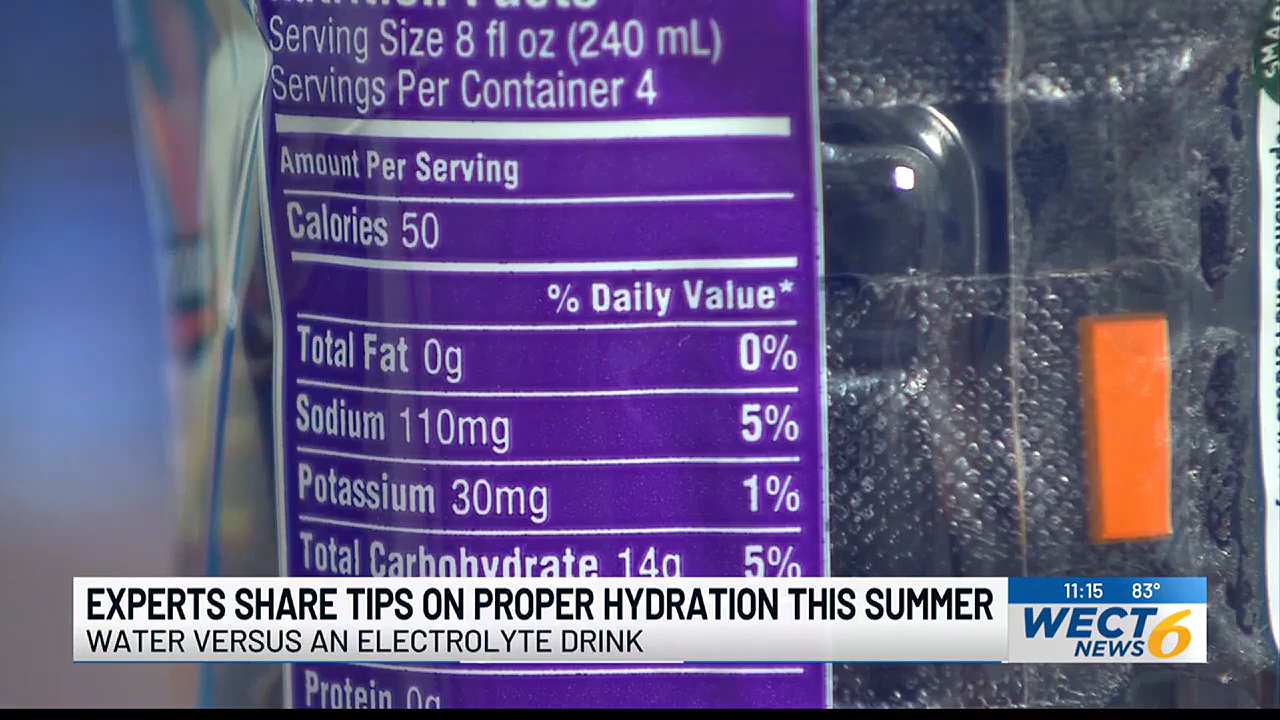 Nutrition Facts
Serving Size 8 fl oz (240 mL)
Servings Per Container 4
Amount Per Serving
Calories 50
% Daily Value*
Total Fat 0g 0%
Sodium 110mg 5%
Potassium 30mg 1%
Total Carbohydrate 14g 5%
EXPERTS SHARE TIPS ON PROPER HYDRATION THIS SUMMER
WATER VERSUS AN ELECTROLYTE DRINK
11:15 83°
WECT 6
NEWS
Protein 0g